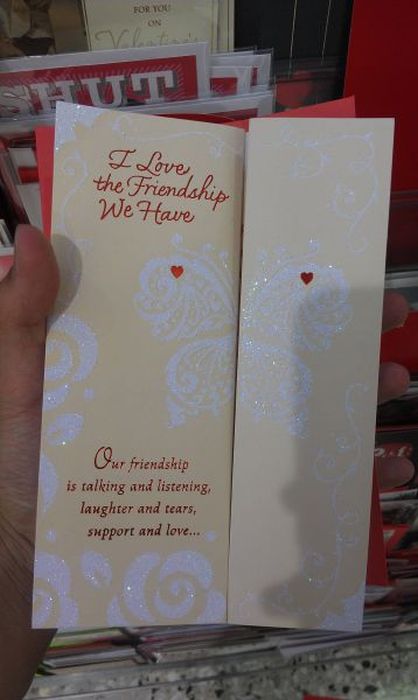 FOR YOU
ON
Valentine's
SHUT
I Love
the Friendship
We Have
Our friendship
is talking and listening,
laughter and tears,
support and love...